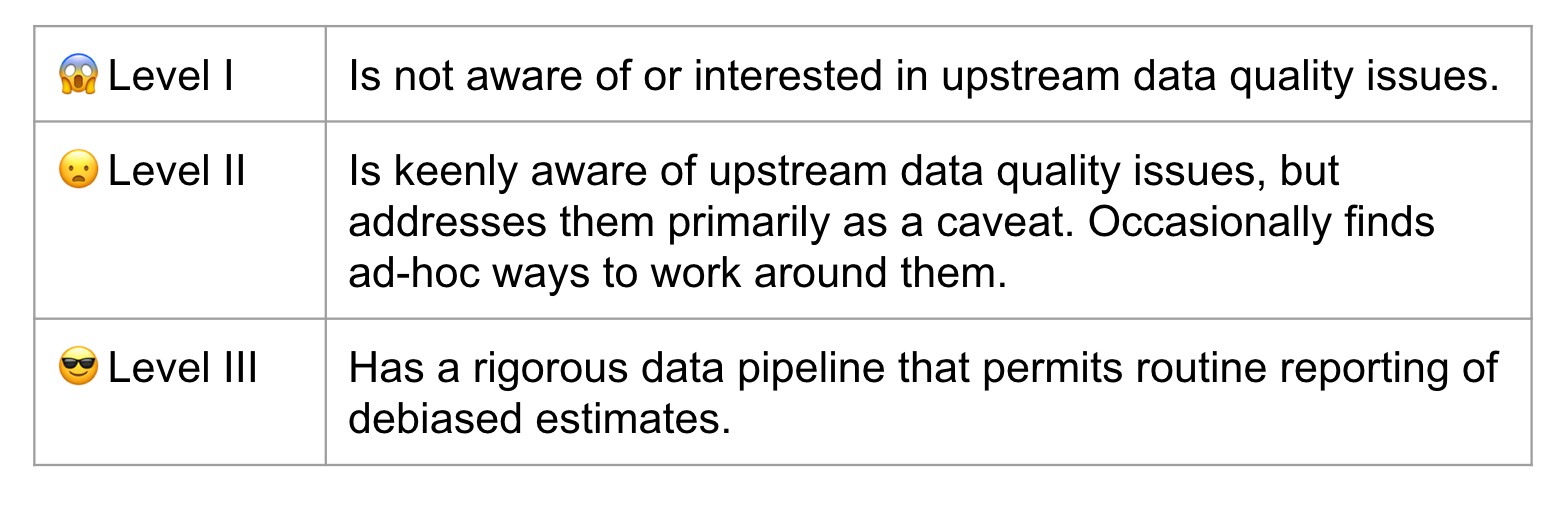 😱 Level I
Is not aware of or interested in upstream data quality issues.
😦 Level II
Is keenly aware of upstream data quality issues, but
addresses them primarily as a caveat. Occasionally finds
ad-hoc ways to work around them.
😎 Level III
Has a rigorous data pipeline that permits routine reporting of
debiased estimates.